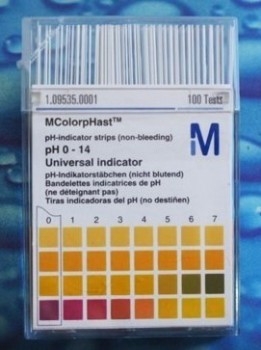 1.09535.0001 100 Tests
MColorpHast™
pH-indicator strips (non-bleeding)
pH 0 - 14
Universal indicator
pH-Indikatorstäbchen (nicht blutend)
Bandelettes indicatrices de pH
(ne déteignant pas)
Tiras indicadoras del pH (no destiñen)
M
0 1 2 3 4 5 6 7